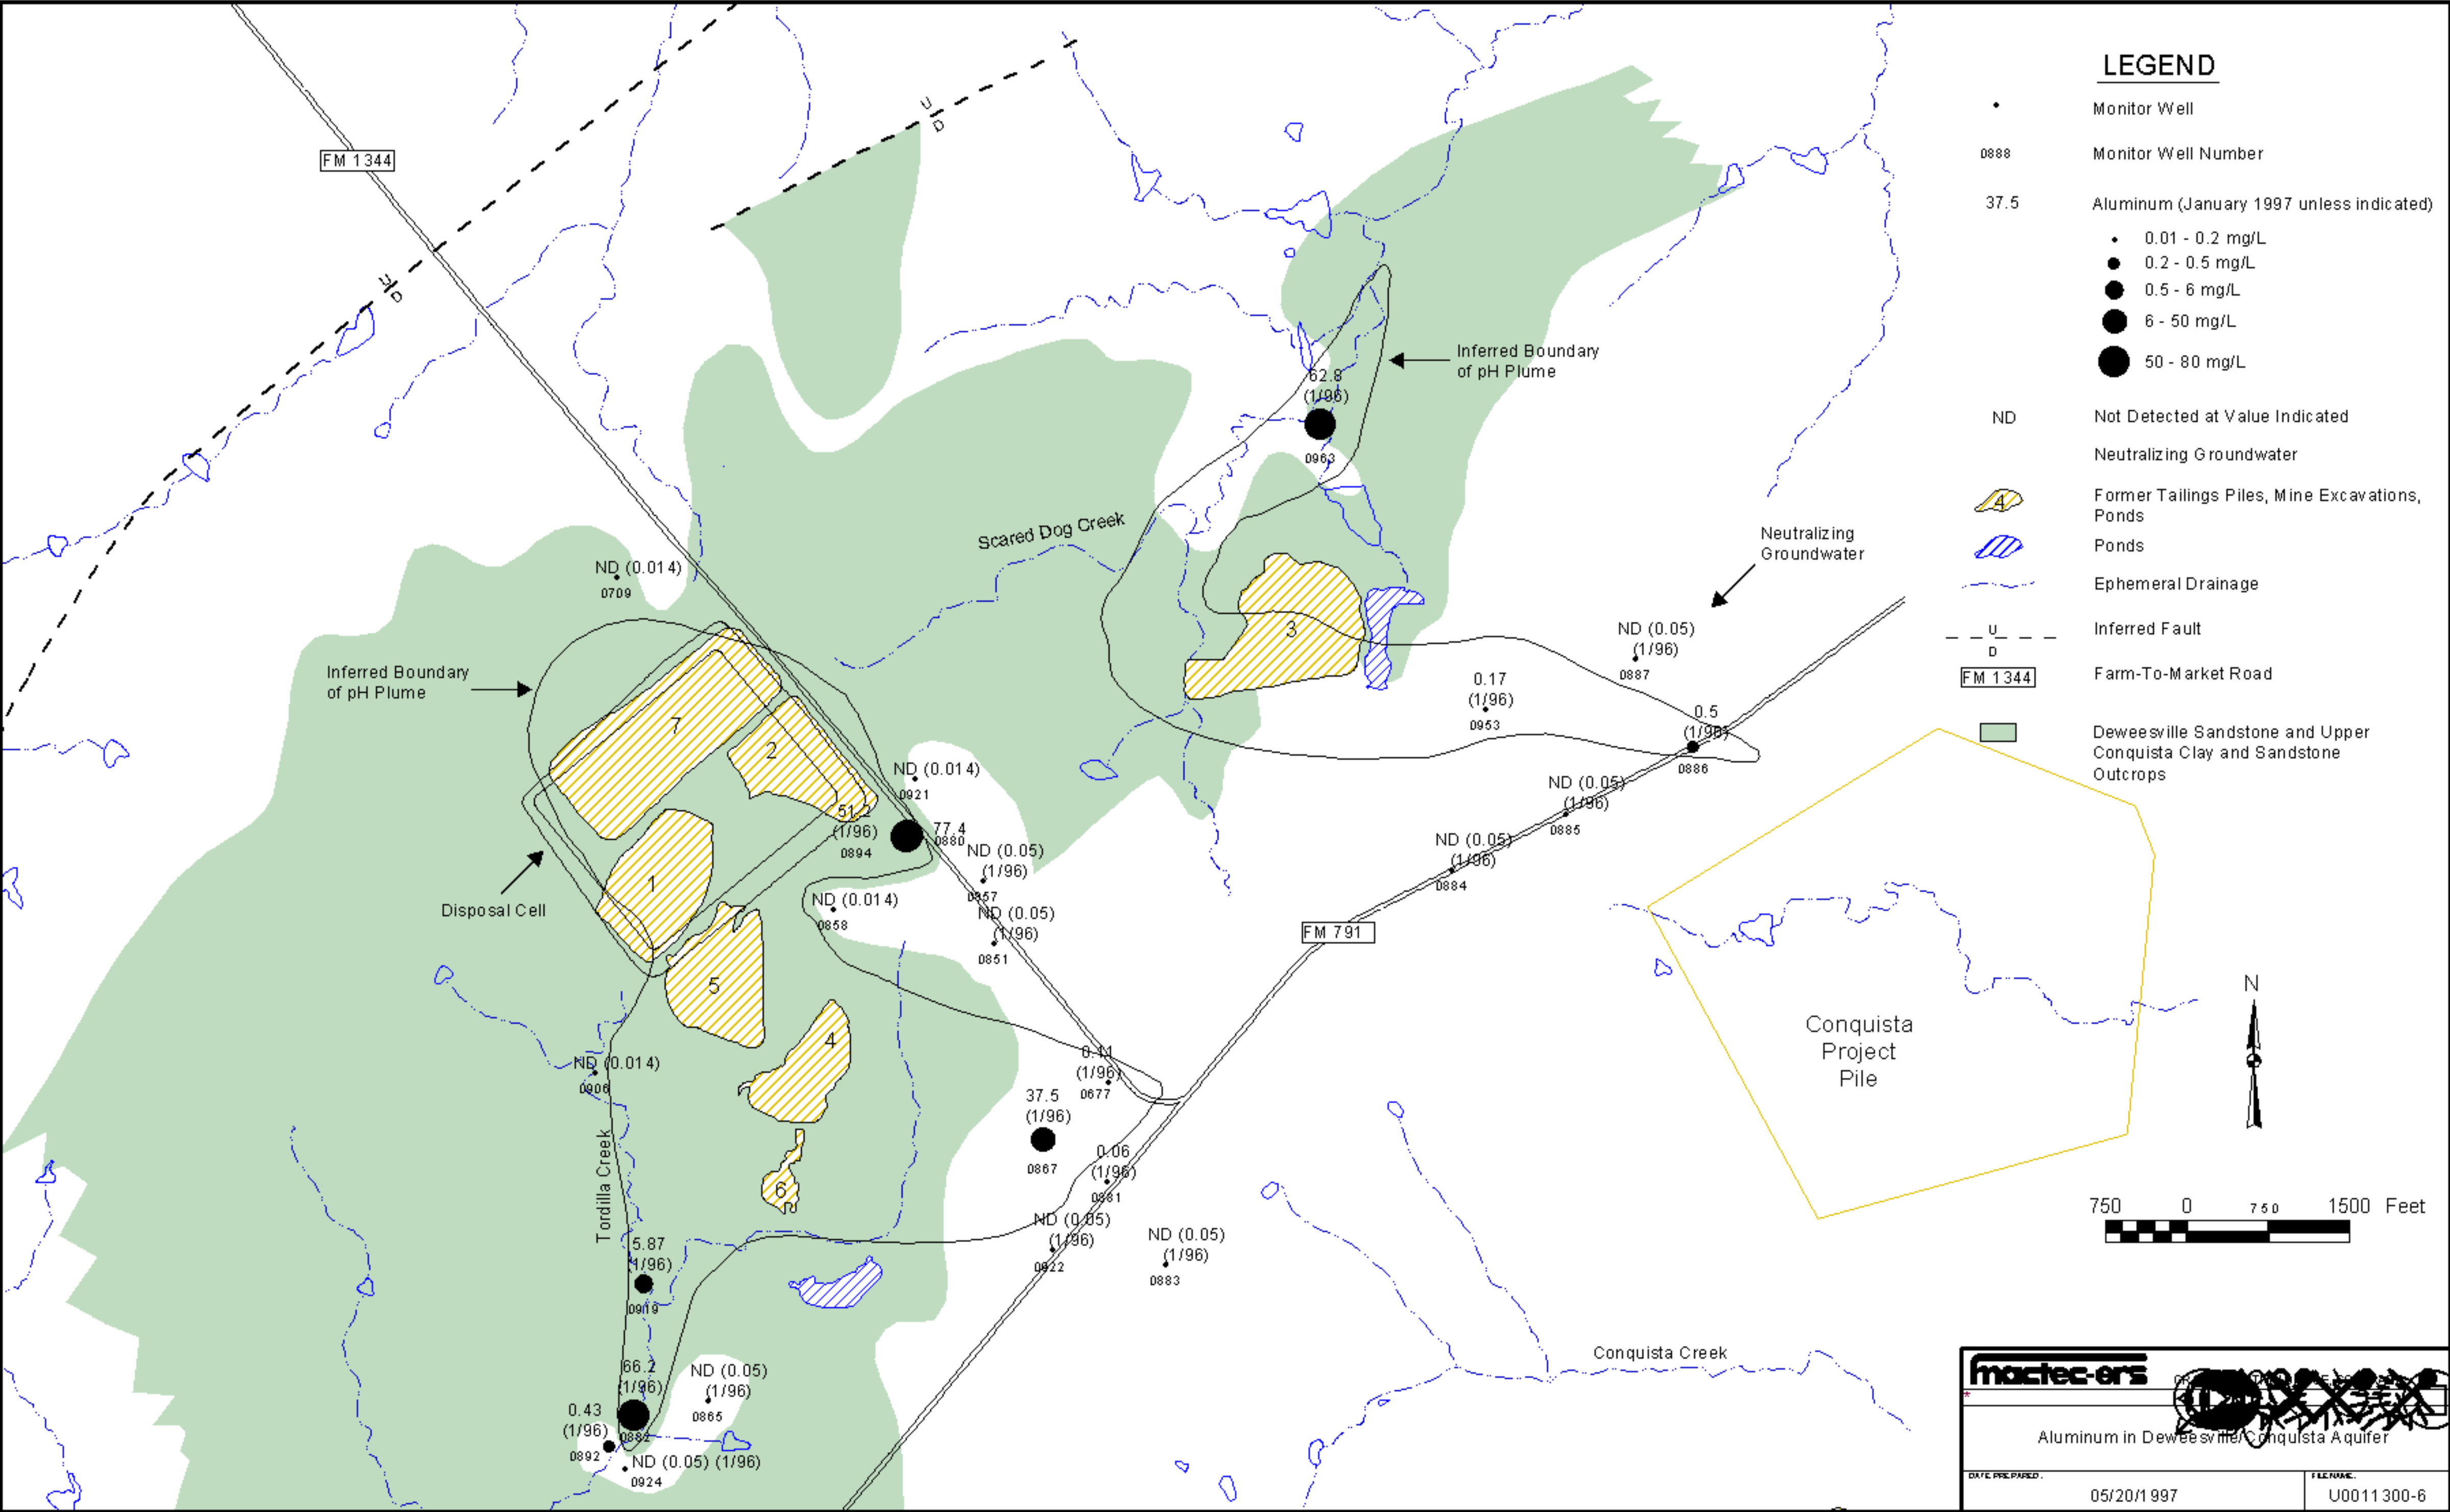 LEGEND
Monitor Well
0888
Monitor Well Number
37.5
Aluminum (January 1997 unless indicated)
0.01 - 0.2 mg/L
0.2 - 0.5 mg/L
0.5 - 6 mg/L
6 - 50 mg/L
50 - 80 mg/L
ND
Not Detected at Value Indicated
Neutralizing Groundwater
4
Former Tailings Piles, Mine Excavations,
Ponds
Ponds
Ephemeral Drainage
U
D
Inferred Fault
FM 1344
Farm-To-Market Road
Deweesville Sandstone and Upper
Conquista Clay and Sandstone
Outcrops
U
D
FM 1344
U
D
Inferred Boundary
of pH Plume
62.8
(1/96)
0963
Scared Dog Creek
Neutralizing
Groundwater
ND (0.014)
0709
3
ND (0.05)
(1/96)
0887
Inferred Boundary
of pH Plume
0.17
(1/96)
0953
0.5
(1/96)
0886
7
2
ND (0.014)
0921
ND (0.05)
(1/96)
0885
51.2
(1/96)
0894
77.4
0880
ND (0.05)
(1/96)
0884
ND (0.05)
(1/96)
0857
1
Disposal Cell
ND (0.014)
0858
ND (0.05)
(1/96)
0851
FM 791
5
4
Conquista
Project
Pile
N
ND (0.014)
0906
0.11
(1/96)
0677
37.5
(1/96)
0867
Tordilla Creek
6
0.06
(1/96)
0881
750 0 750 1500 Feet
ND (0.05)
(1/96)
0922
ND (0.05)
(1/96)
0883
5.87
(1/96)
0919
Conquista Creek
66.2
(1/96)
0882
ND (0.05)
(1/96)
0865
0.43
(1/96)
0892
ND (0.05) (1/96)
0924
mactec-ers
Aluminum in Deweesville/Conquista Aquifer
DATE PREPARED:
05/20/1997
FILENAME:
U0011300-6